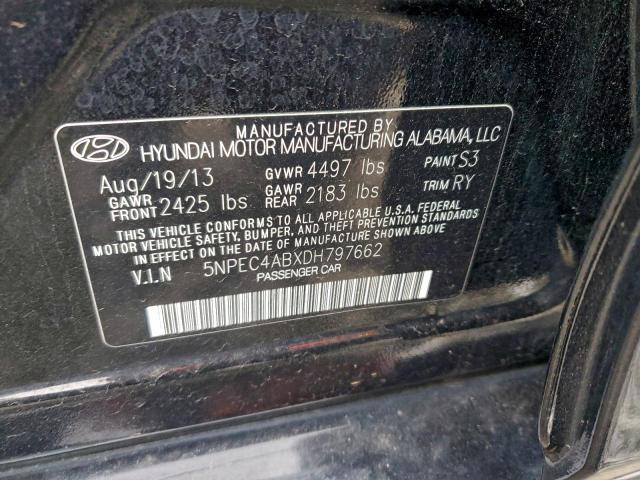 MANUFACTURED BY
HYUNDAI MOTOR MANUFACTURING ALABAMA, LLC
Aug/19/13 GVWR 4497 lbs PAINT S3
GAWR FRONT 2425 lbs GAWR REAR 2183 lbs TRIM RY
THIS VEHICLE CONFORMS TO ALL APPLICABLE U.S.A. FEDERAL
MOTOR VEHICLE SAFETY, BUMPER, AND THEFT PREVENTION STANDARDS
IN EFFECT ON THE DATE OF MANUFACTURE SHOWN ABOVE.
V.I.N 5NPEC4ABXDH797662
PASSENGER CAR